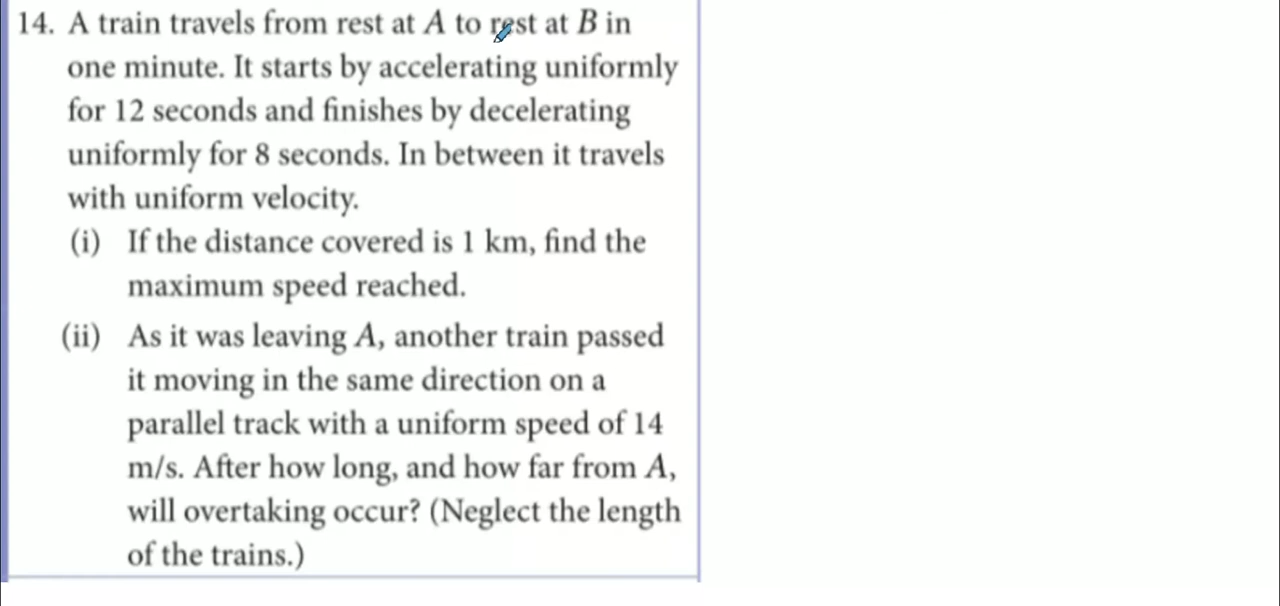 14. A train travels from rest at A to rest at B in
one minute. It starts by accelerating uniformly
for 12 seconds and finishes by decelerating
uniformly for 8 seconds. In between it travels
with uniform velocity.
(i) If the distance covered is 1 km, find the
maximum speed reached.
(ii) As it was leaving A, another train passed
it moving in the same direction on a
parallel track with a uniform speed of 14
m/s. After how long, and how far from A,
will overtaking occur? (Neglect the length
of the trains.)